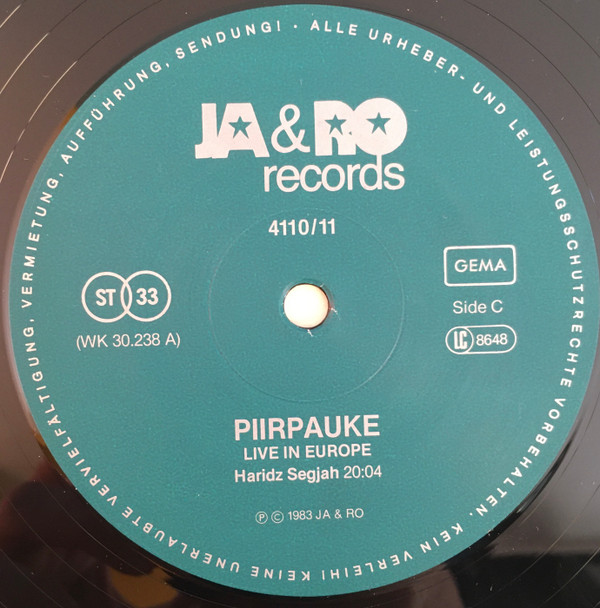 ALLE URHEBER- UND LEISTUNGSSCHUTZRECHTE VORBEHALTEN. KEIN VERLEIH! KEINE UNERLAUBTE VERVIELFÄLTIGUNG, VERMIETUNG, AUFFÜHRUNG, SENDUNG! ·
JA & RO
records
4110/11
ST 33
(WK 30.238 A)
GEMA
Side C
LC 8648
PIIRPAUKE
LIVE IN EUROPE
Haridz Segjah 20:04
℗ © 1983 JA & RO